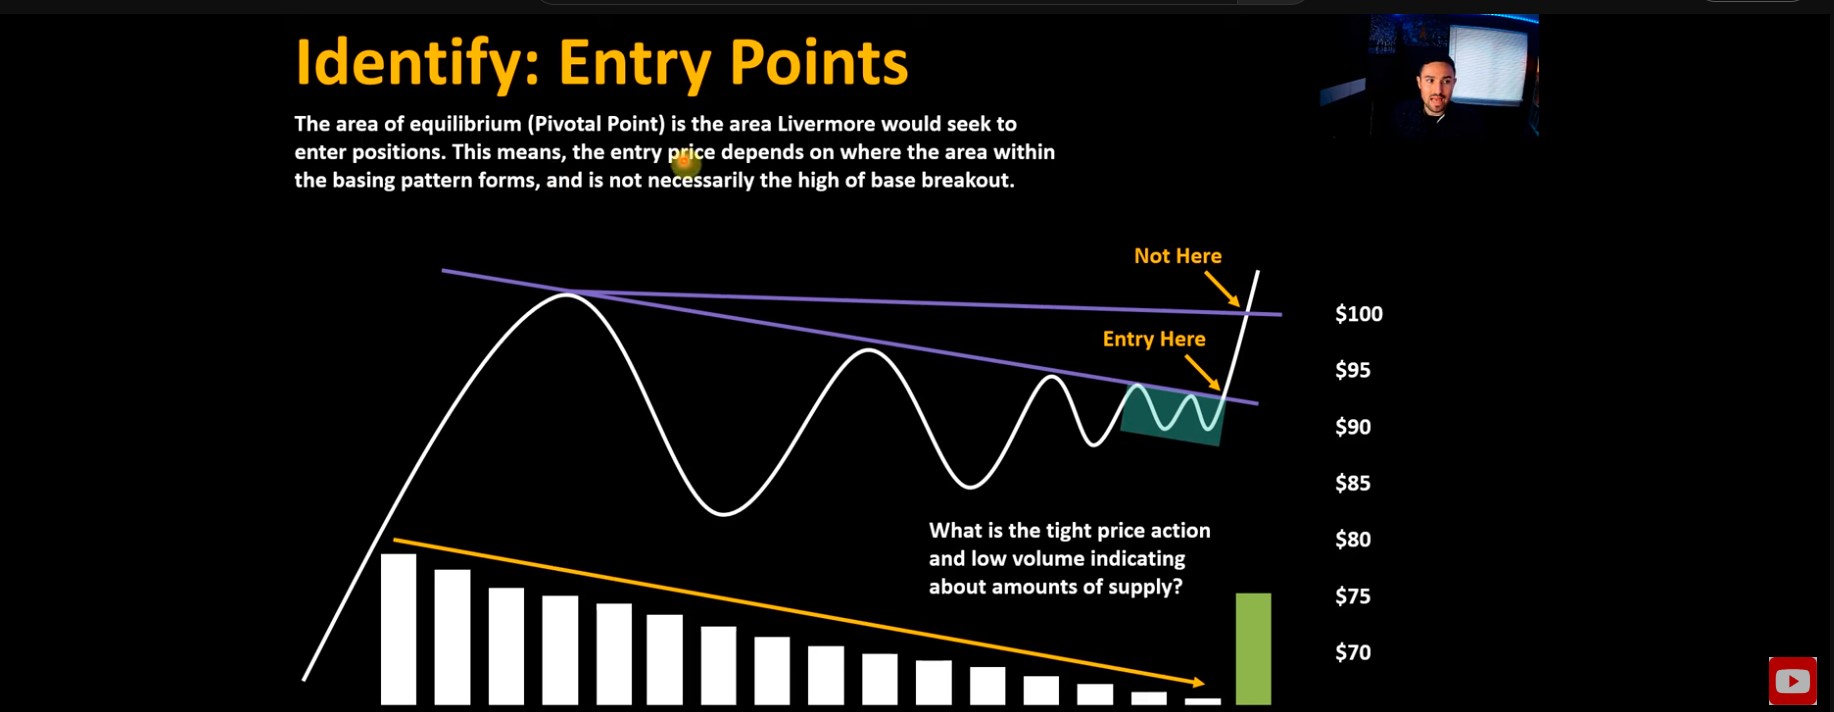 Identify: Entry Points
The area of equilibrium (Pivotal Point) is the area Livermore would seek to
enter positions. This means, the entry price depends on where the area within
the basing pattern forms, and is not necessarily the high of base breakout.
Not Here
Entry Here
$100
$95
$90
$85
$80
$75
$70
What is the tight price action
and low volume indicating
about amounts of supply?